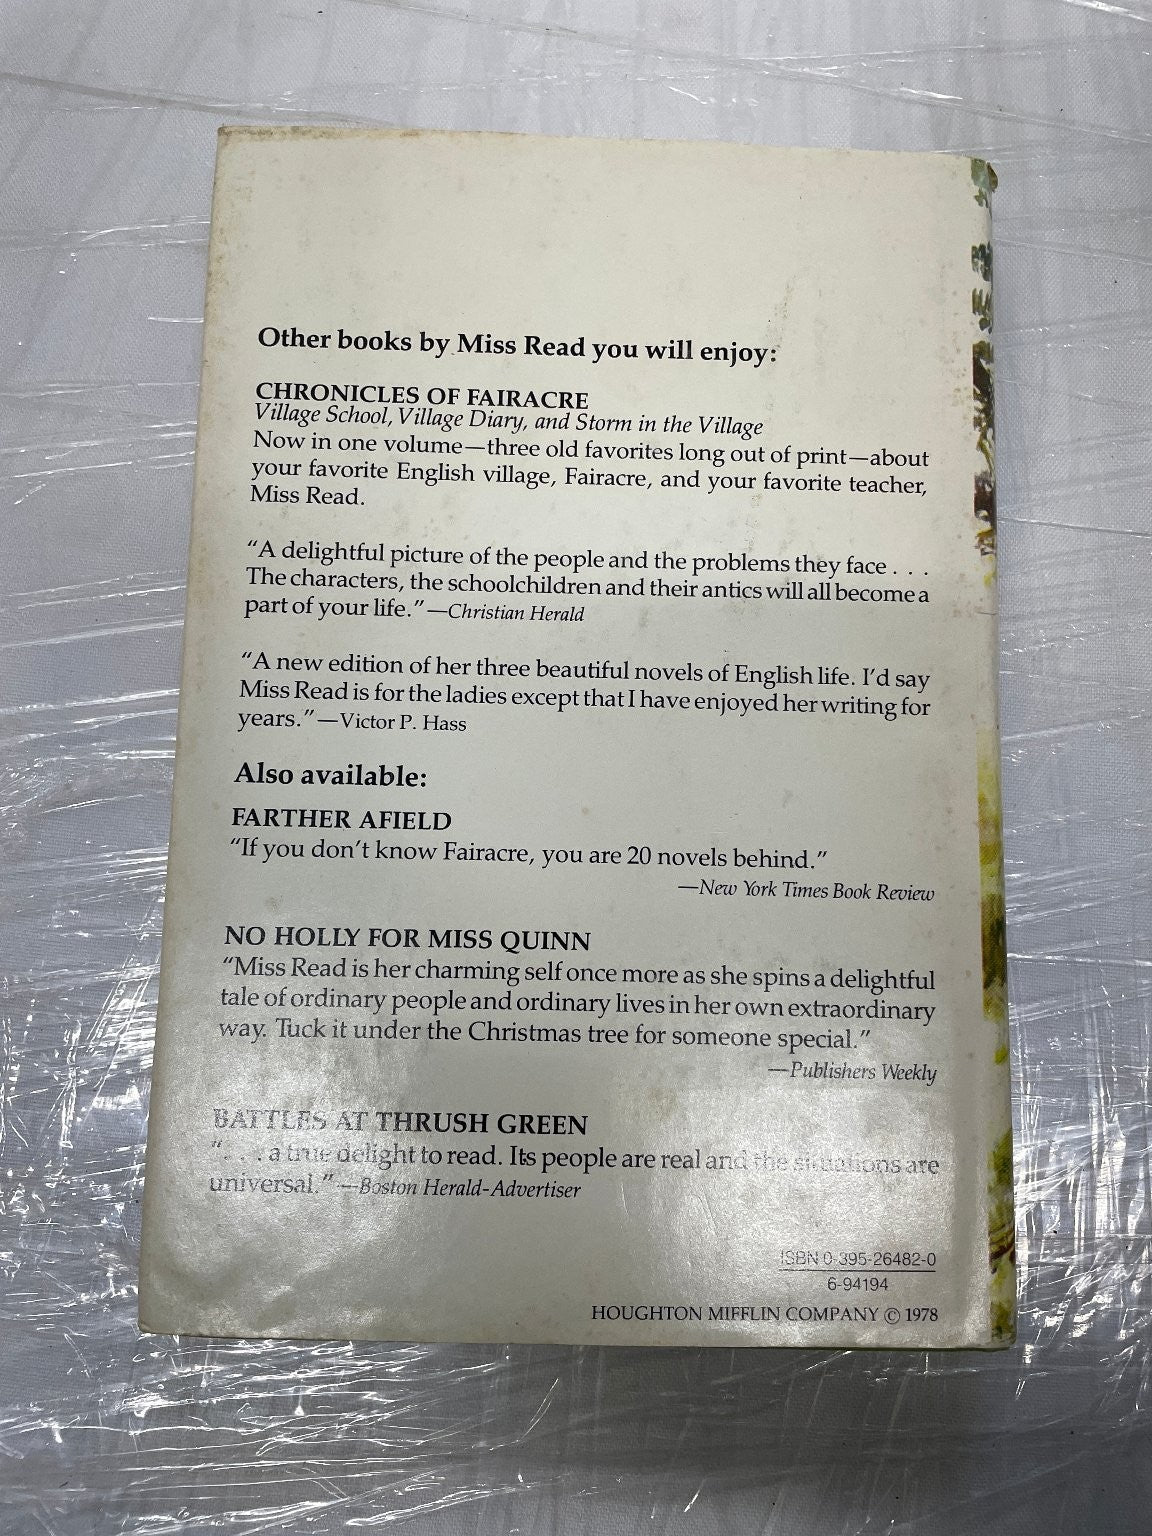 Other books by Miss Read you will enjoy:
CHRONICLES OF FAIRACRE
Village School, Village Diary, and Storm in the Village
Now in one volume—three old favorites long out of print—about
your favorite English village, Fairacre, and your favorite teacher,
Miss Read.
“A delightful picture of the people and the problems they face . . .
The characters, the schoolchildren and their antics will all become a
part of your life.”—Christian Herald
“A new edition of her three beautiful novels of English life. I’d say
Miss Read is for the ladies except that I have enjoyed her writing for
years.”—Victor P. Hass
Also available:
FARTHER AFIELD
“If you don’t know Fairacre, you are 20 novels behind.”
—New York Times Book Review
NO HOLLY FOR MISS QUINN
“Miss Read is her charming self once more as she spins a delightful
tale of ordinary people and ordinary lives in her own extraordinary
way. Tuck it under the Christmas tree for someone special.”
—Publishers Weekly
BATTLES AT THRUSH GREEN
“. . . a true delight to read. Its people are real and the situations are
universal.”—Boston Herald-Advertiser
ISBN 0-395-26482-0
6-94194
HOUGHTON MIFFLIN COMPANY © 1978